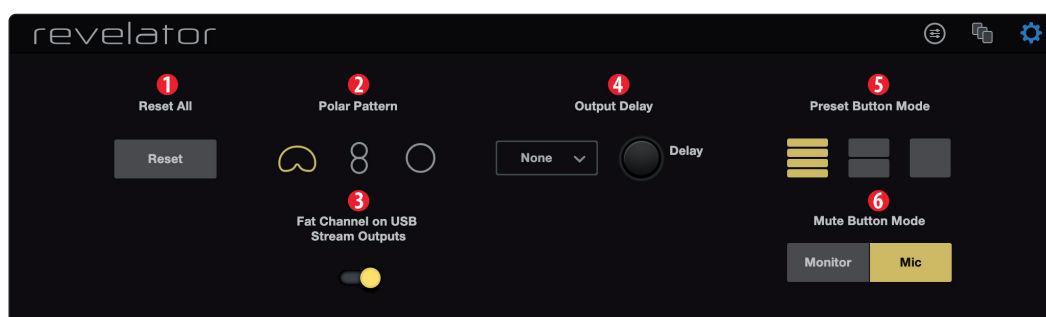 revelator
1
Reset All
Reset
2
Polar Pattern
3
Fat Channel on USB
Stream Outputs
4
Output Delay
None
Delay
5
Preset Button Mode
6
Mute Button Mode
Monitor
Mic